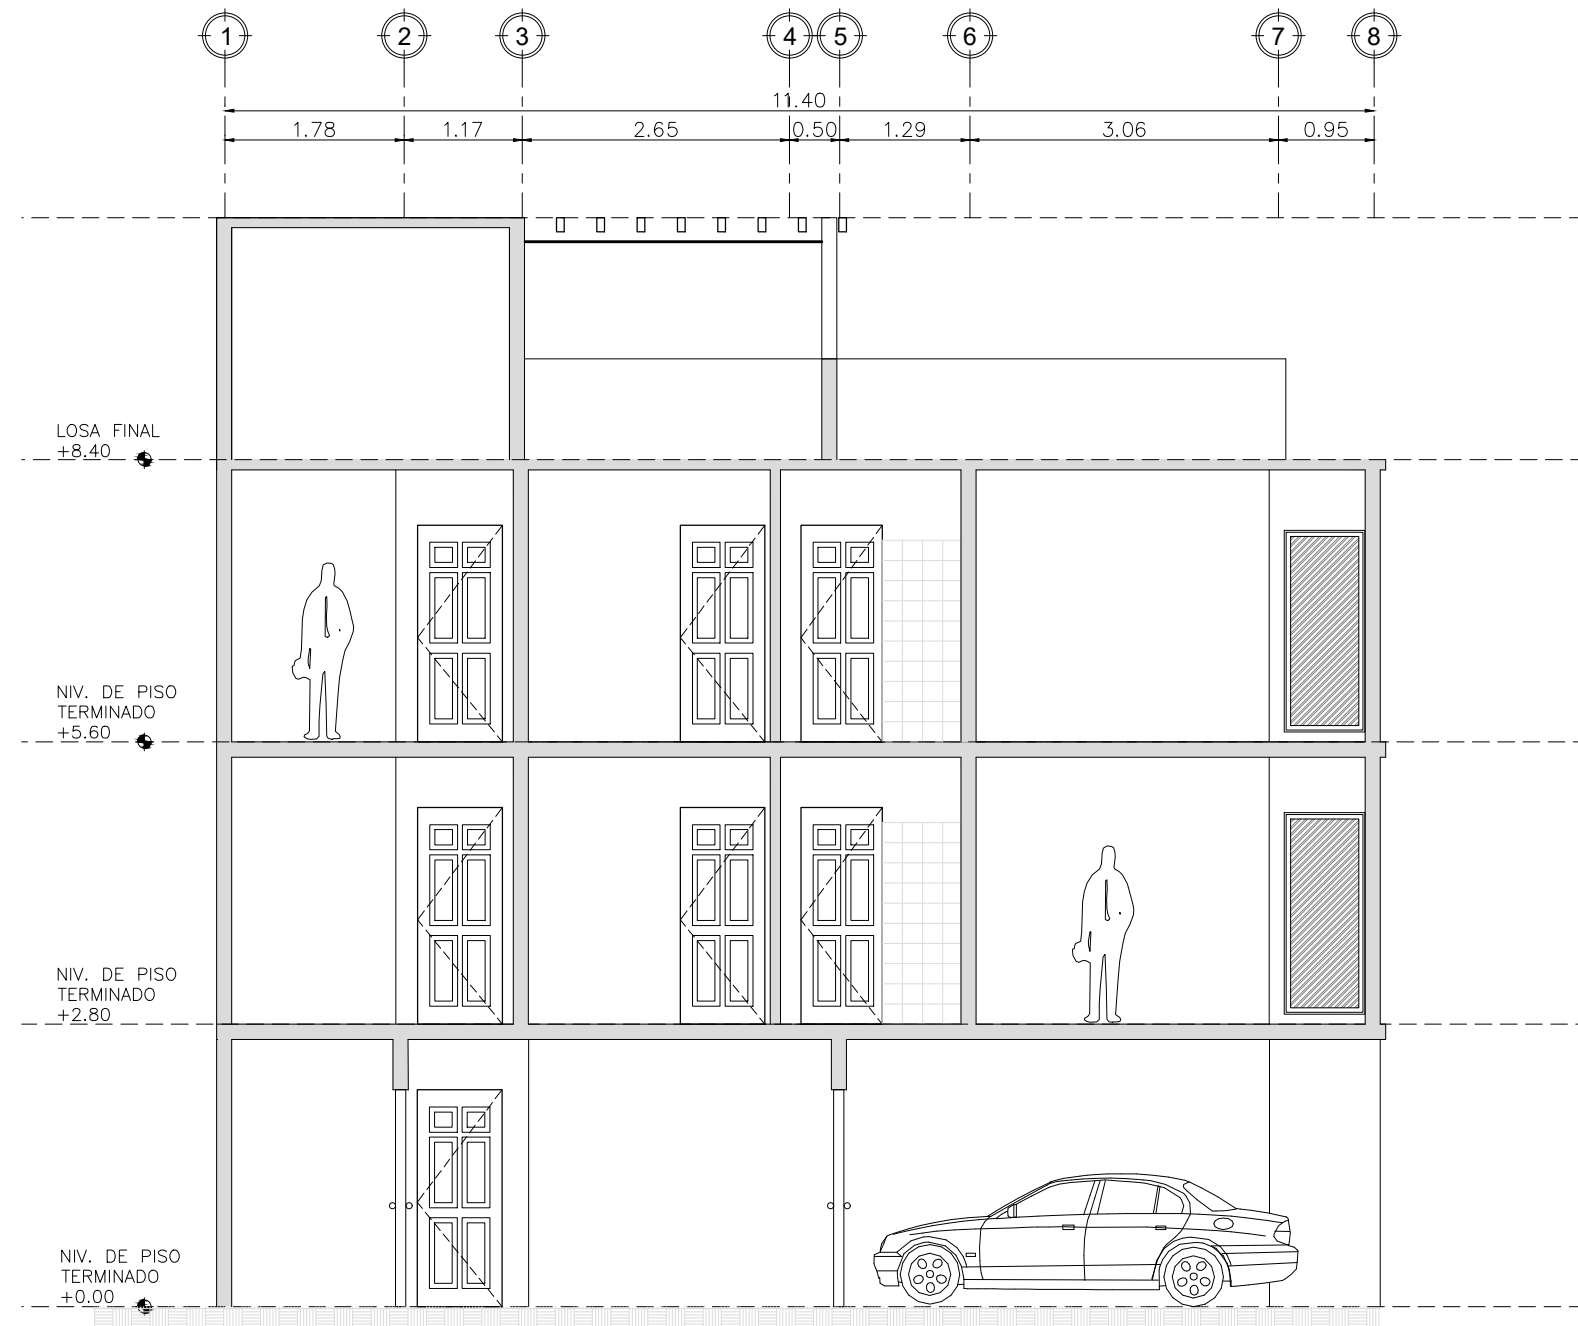 1 2 3 4 5 6 7 8
11.40
1.78 1.17 2.65 0.50 1.29 3.06 0.95
LOSA FINAL
+8.40
NIV. DE PISO
TERMINADO
+5.60
NIV. DE PISO
TERMINADO
+2.80
NIV. DE PISO
TERMINADO
+0.00